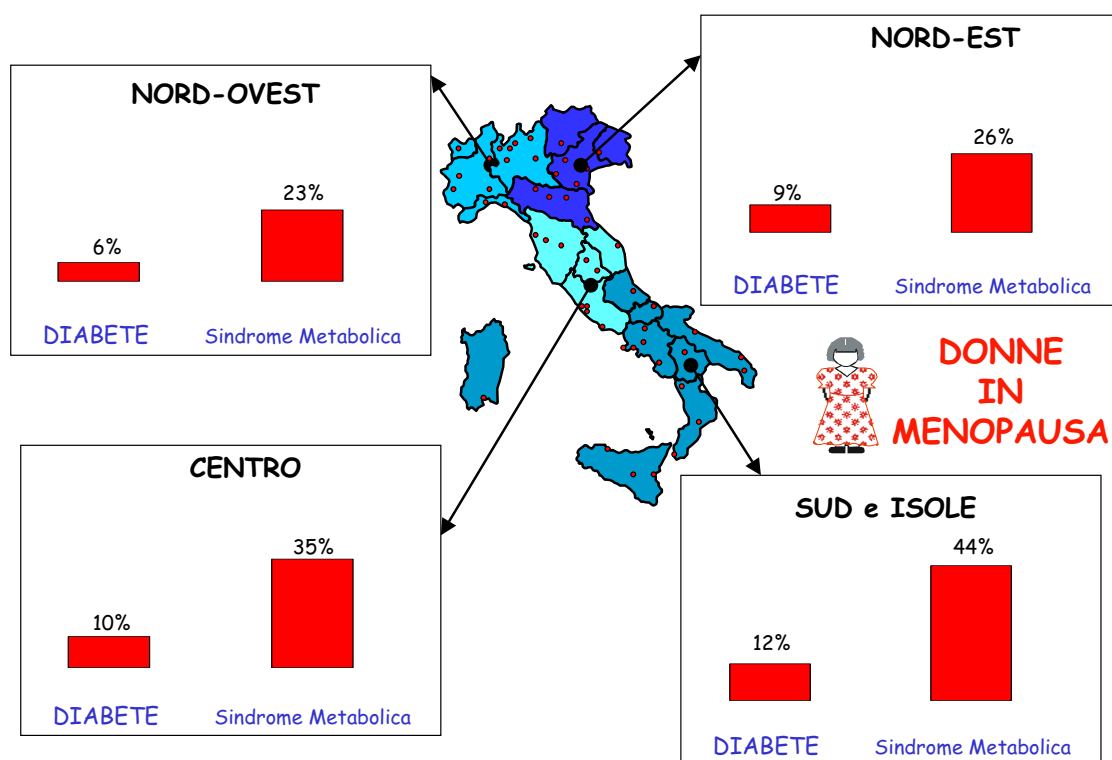 NORD-OVEST
23%
6%
DIABETE
Sindrome Metabolica
NORD-EST
26%
9%
DIABETE
Sindrome Metabolica
DONNE
IN
MENOPAUSA
CENTRO
35%
10%
DIABETE
Sindrome Metabolica
SUD e ISOLE
44%
12%
DIABETE
Sindrome Metabolica